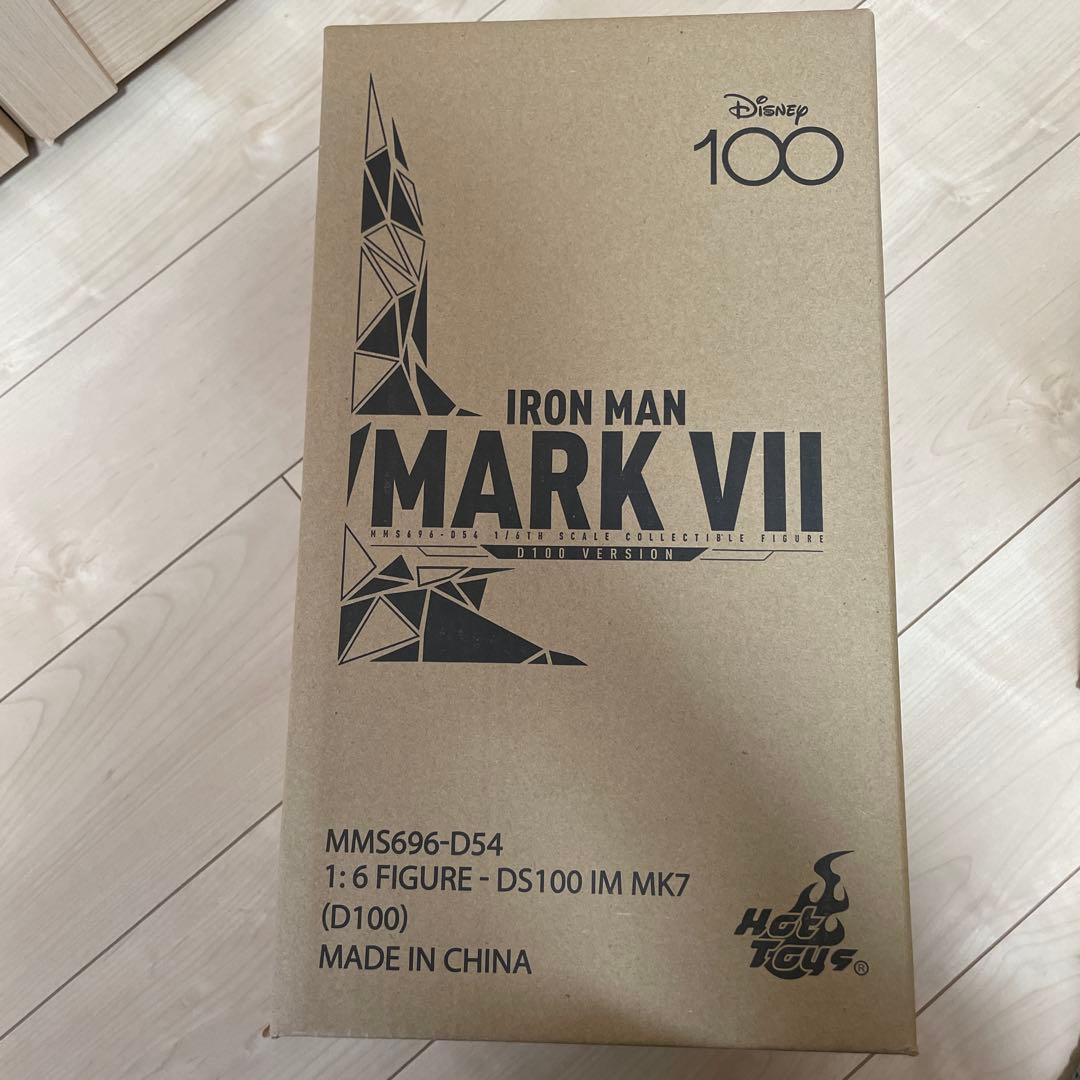 Disney
100
IRON MAN
MARK VII
MMS696-D54 1/6TH SCALE COLLECTIBLE FIGURE
D100 VERSION
MMS696-D54
1: 6 FIGURE - DS100 IM MK7
(D100)
MADE IN CHINA
Hot
Toys®